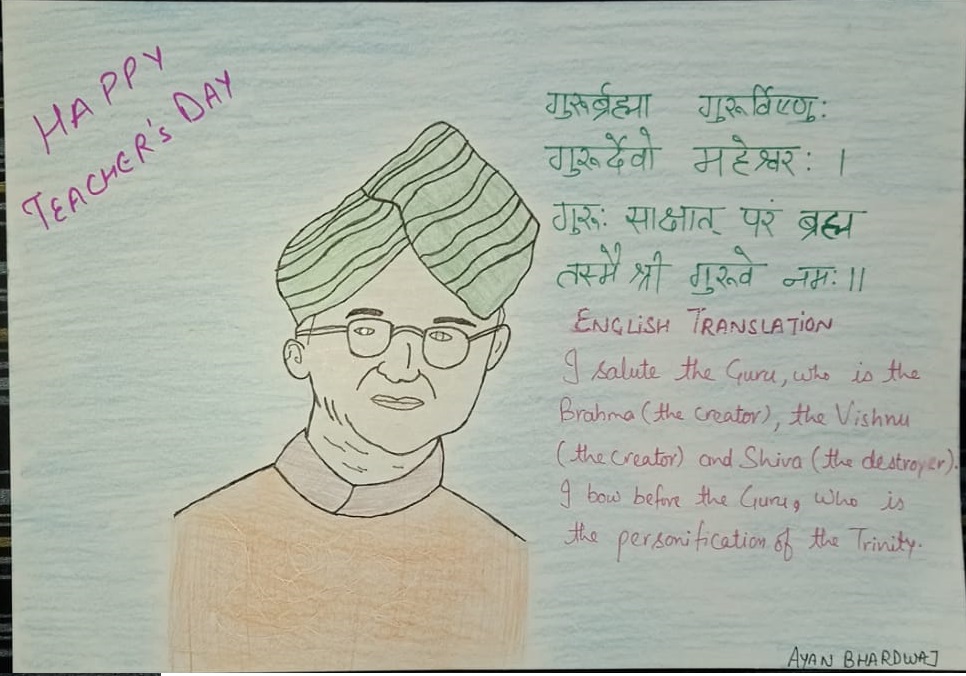 HAPPY
TEACHER'S DAY
गुरुर्ब्रह्मा गुरुर्विष्णु:
गुरुर्देवो महेश्वर: ।
गुरु: साक्षात् परं ब्रह्म
तस्मै श्री गुरुवे नम: ।।
ENGLISH TRANSLATION
I salute the Guru, who is the
Brahma (the creator), the Vishnu
(the creator) and Shiva (the destroyer).
I bow before the Guru, who is
the personification of the Trinity.
AYAN BHARDWAJ